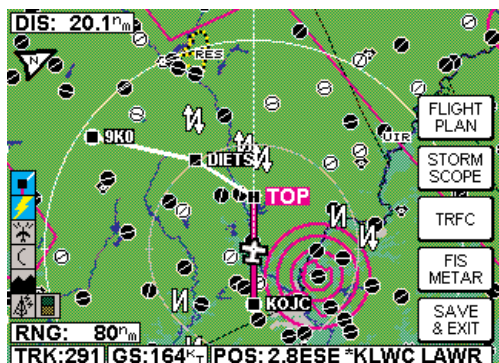 DIS: 20.1nm
N
RES
FLIGHT
PLAN
9K0
UIR
DIETS
STORM
SCOPE
TOP
TRFC
FIS
METAR
KOJC
SAVE
& EXIT
RNG: 80nm
TRK:291 GS:164KT POS: 2.8ESE *KLWC LAWR